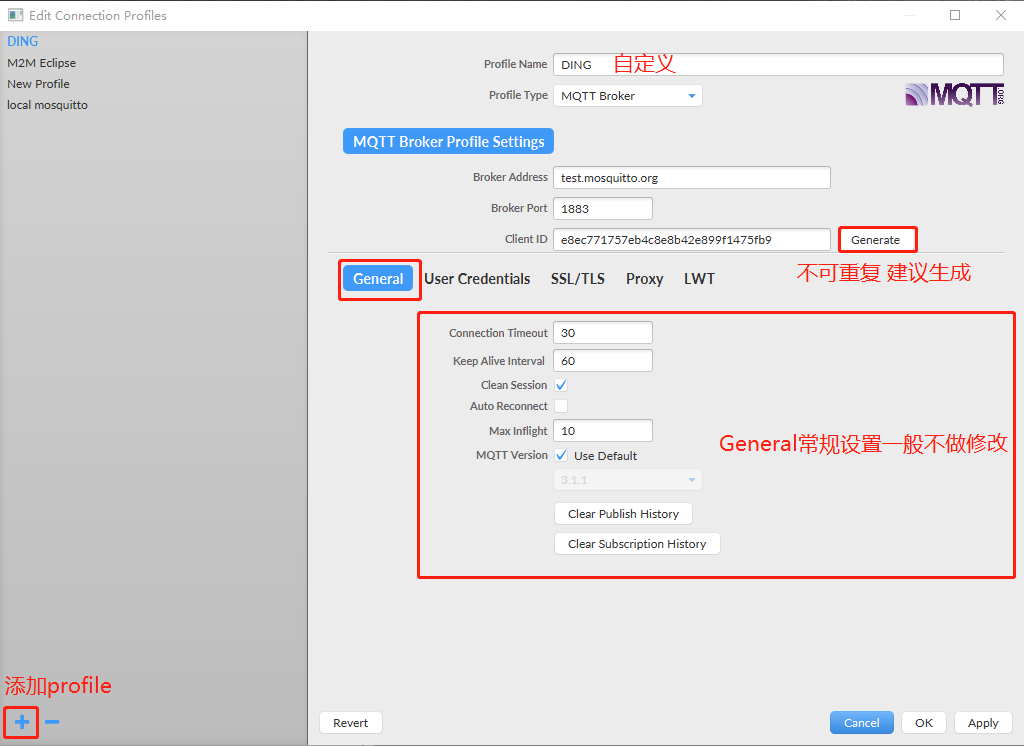 Edit Connection Profiles
DING
M2M Eclipse
New Profile
local mosquitto
添加profile
Profile Name DING 自定义
Profile Type MQTT Broker
MQTT.ORG
MQTT Broker Profile Settings
Broker Address test.mosquitto.org
Broker Port 1883
Client ID e8ec771757eb4c8e8b42e899f1475fb9 Generate
不可重复 建议生成
General User Credentials SSL/TLS Proxy LWT
Connection Timeout 30
Keep Alive Interval 60
Clean Session
Auto Reconnect
Max Inflight 10
General常规设置一般不做修改
MQTT Version Use Default
3.1.1
Clear Publish History
Clear Subscription History
Revert Cancel OK Apply